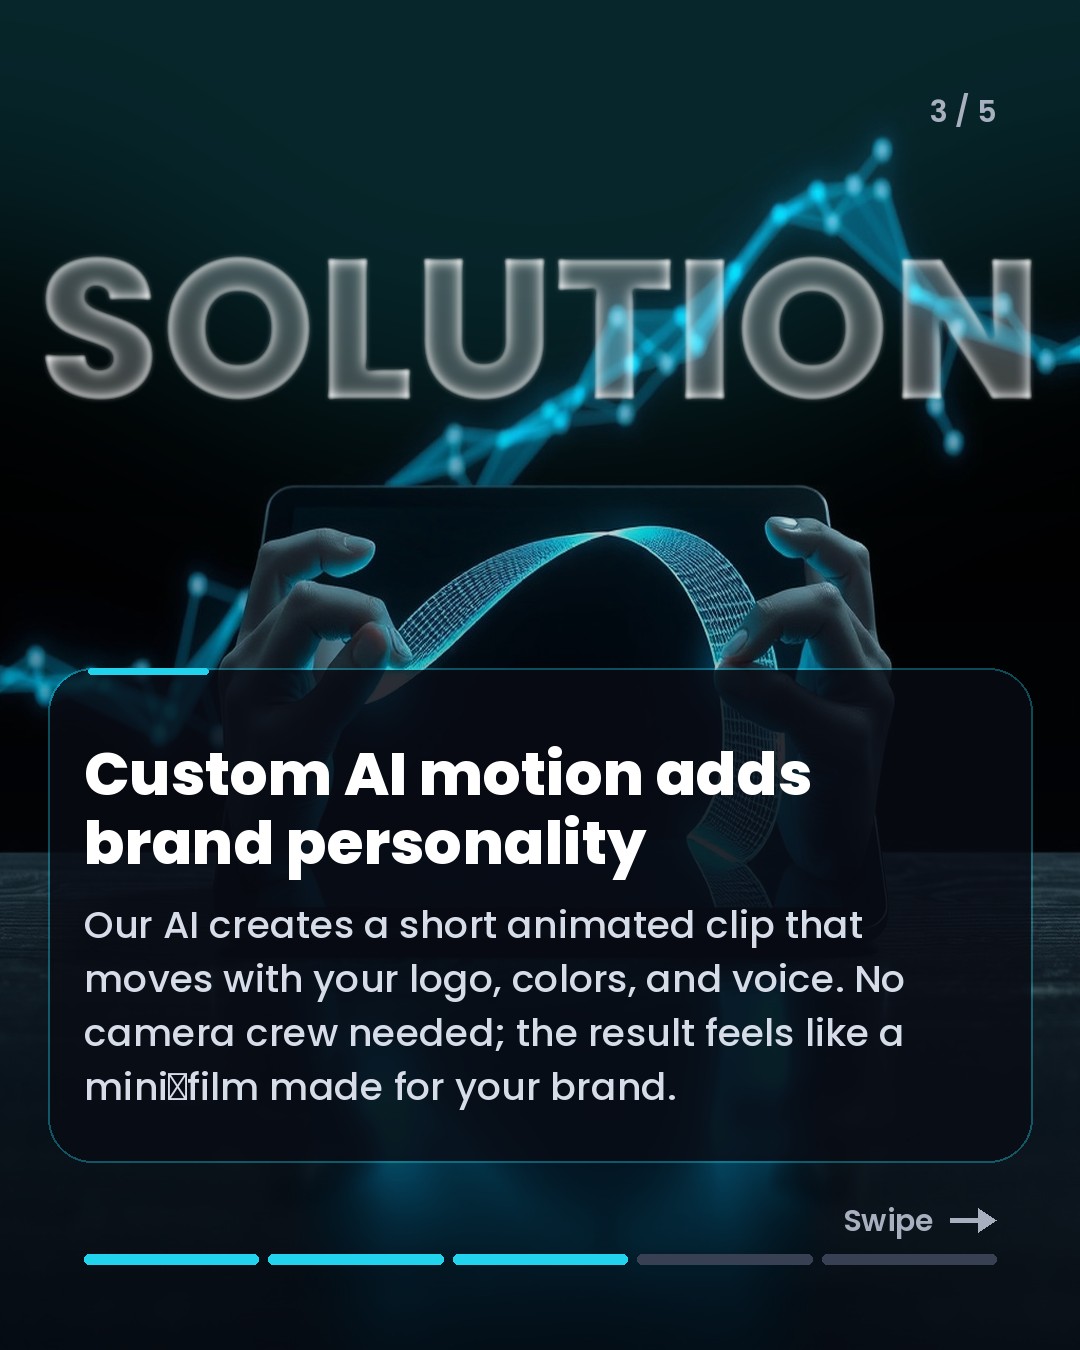 3 / 5
SOLUTION
Custom AI motion adds
brand personality
Our AI creates a short animated clip that
moves with your logo, colors, and voice. No
camera crew needed; the result feels like a
mini☒film made for your brand.
Swipe →